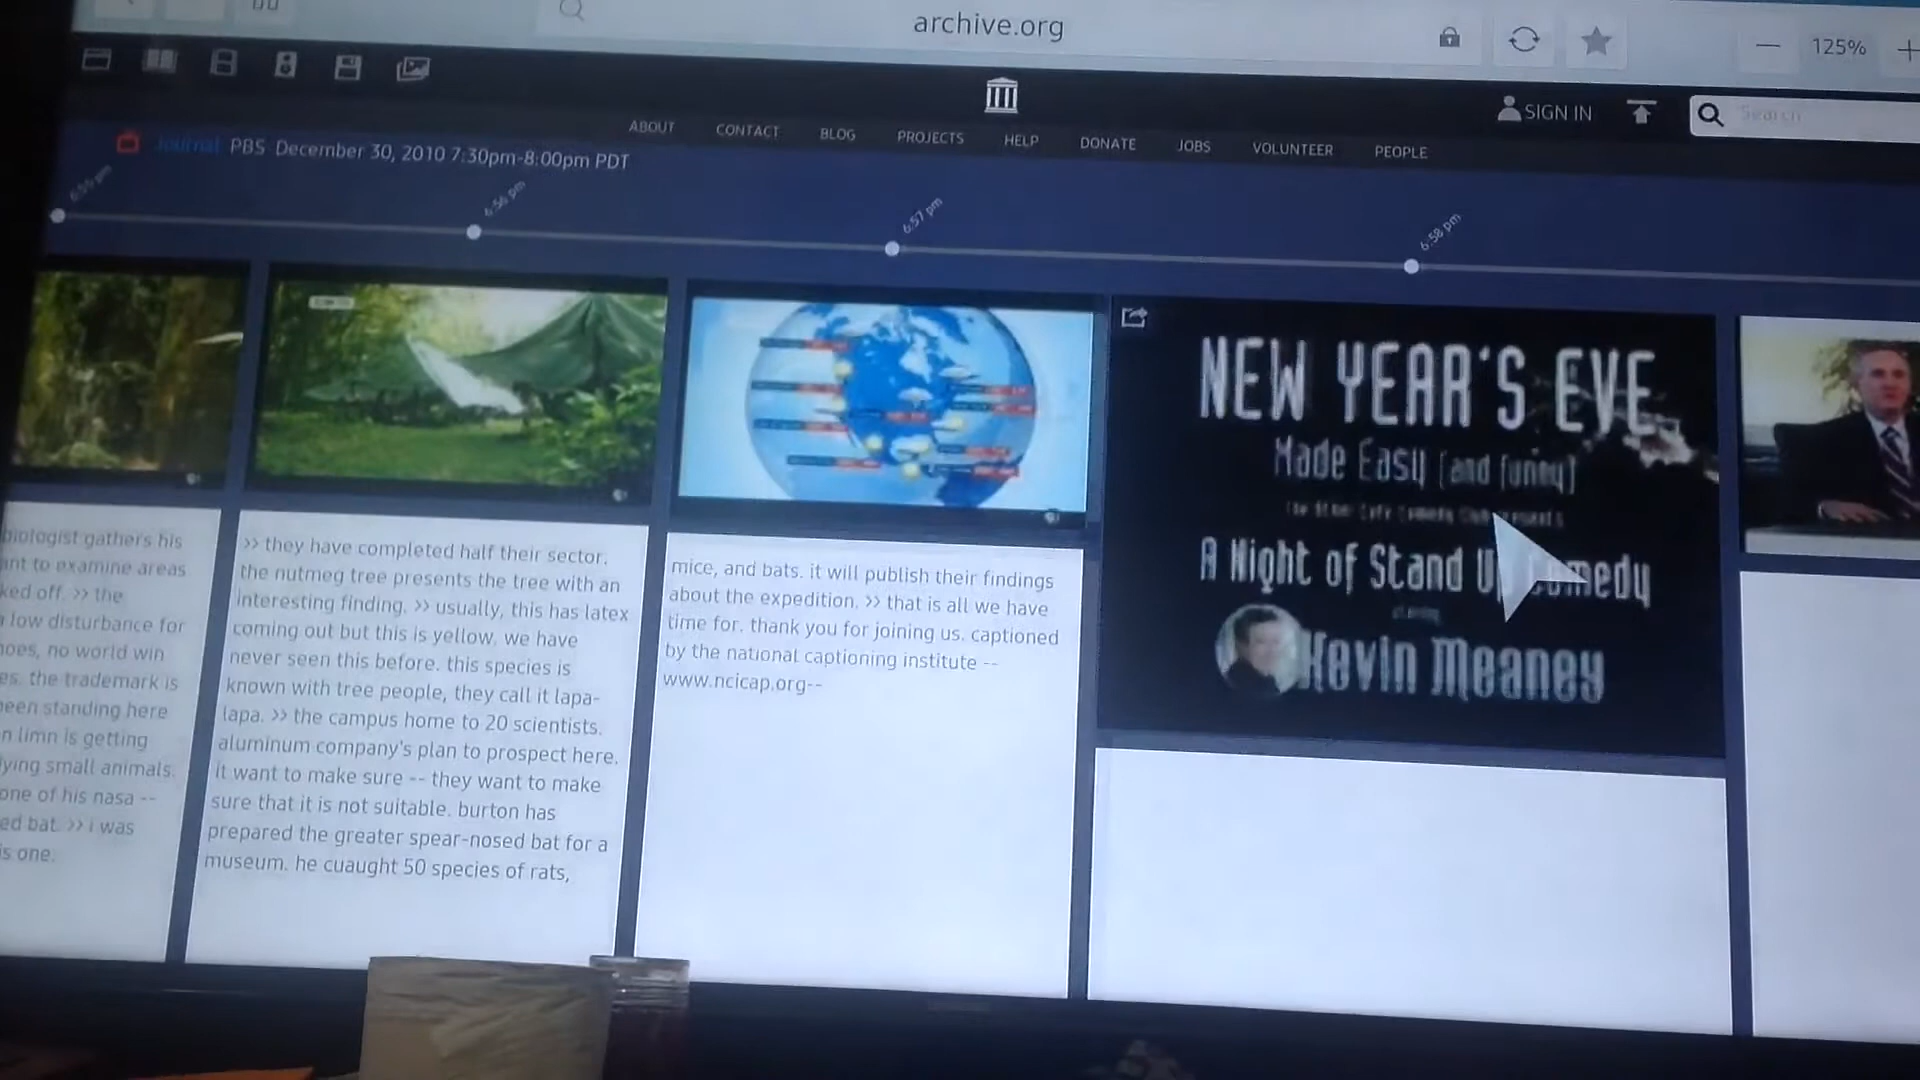 archive.org
125%
SIGN IN
Search
ABOUT CONTACT BLOG PROJECTS HELP DONATE JOBS VOLUNTEER PEOPLE
Journal PBS December 30, 2010 7:30pm-8:00pm PDT
6:55 pm
6:56 pm
6:57 pm
6:58 pm
biologist gathers his
to examine areas
ked off. >> the
low disturbance for
no world win
the trademark is
been standing here
limn is getting
small animals.
one of his nasa --
bat. >> i was
is one.
>> they have completed half their sector.
the nutmeg tree presents the tree with an
interesting finding. >> usually, this has latex
coming out but this is yellow. we have
never seen this before. this species is
known with tree people, they call it lapa-
lapa. >> the campus home to 20 scientists.
aluminum company's plan to prospect here.
it want to make sure -- they want to make
sure that it is not suitable. burton has
prepared the greater spear-nosed bat for a
museum. he cuaught 50 species of rats,
mice, and bats. it will publish their findings
about the expedition. >> that is all we have
time for. thank you for joining us. captioned
by the national captioning institute --
www.ncicap.org--
NEW YEAR'S EVE
Made Easy (and funny)
A Night of Stand Up Comedy
Kevin Meaney